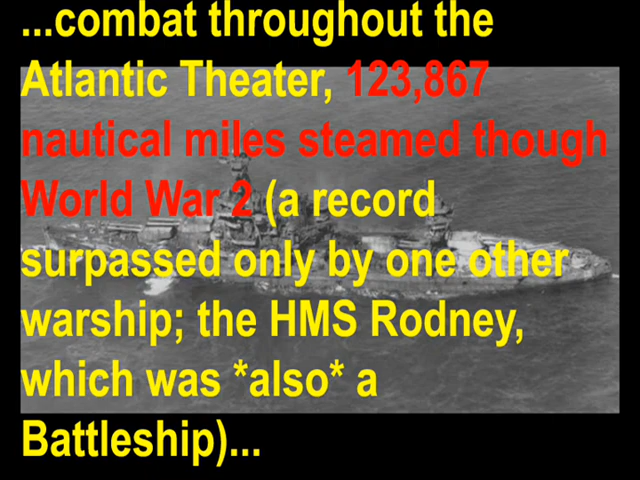 ...combat throughout the
Atlantic Theater, 123,867
nautical miles steamed though
World War 2 (a record
surpassed only by one other
warship; the HMS Rodney,
which was *also* a
Battleship)...